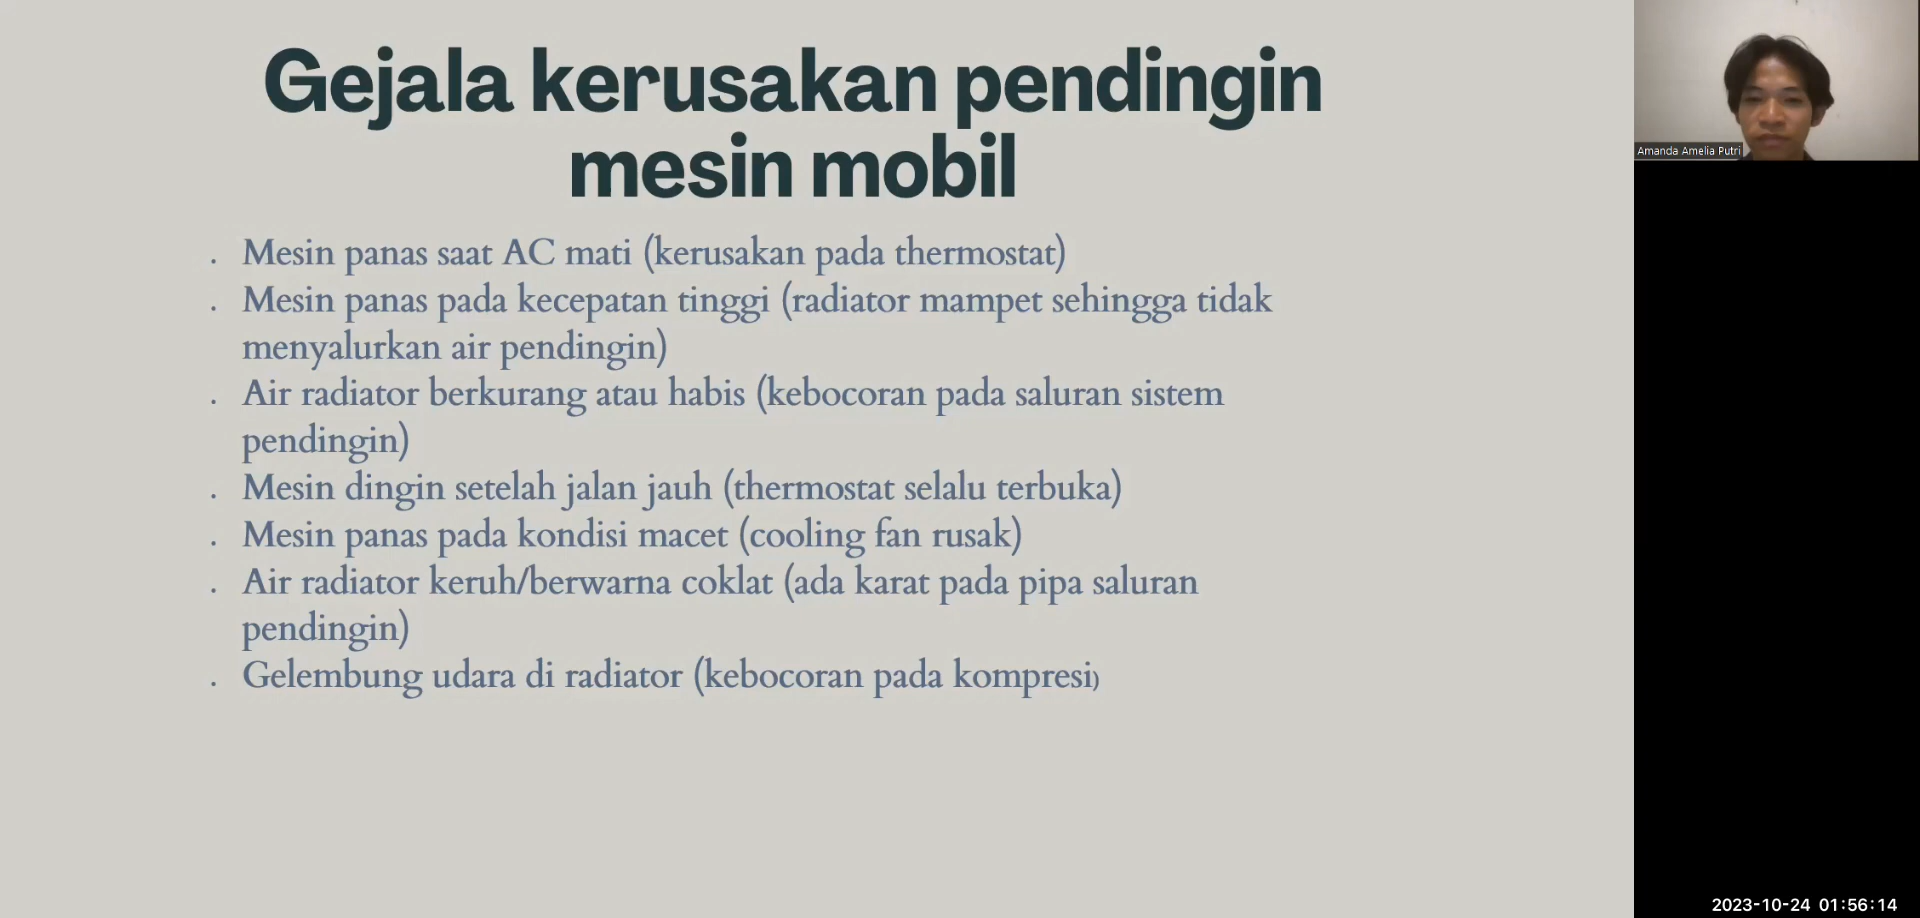 Gejala kerusakan pendingin
mesin mobil
. Mesin panas saat AC mati (kerusakan pada thermostat)
. Mesin panas pada kecepatan tinggi (radiator mampet sehingga tidak
menyalurkan air pendingin)
. Air radiator berkurang atau habis (kebocoran pada saluran sistem
pendingin)
. Mesin dingin setelah jalan jauh (thermostat selalu terbuka)
. Mesin panas pada kondisi macet (cooling fan rusak)
. Air radiator keruh/berwarna coklat (ada karat pada pipa saluran
pendingin)
. Gelembung udara di radiator (kebocoran pada kompresi)
Amanda Amelia Putri
2023-10-24 01:56:14